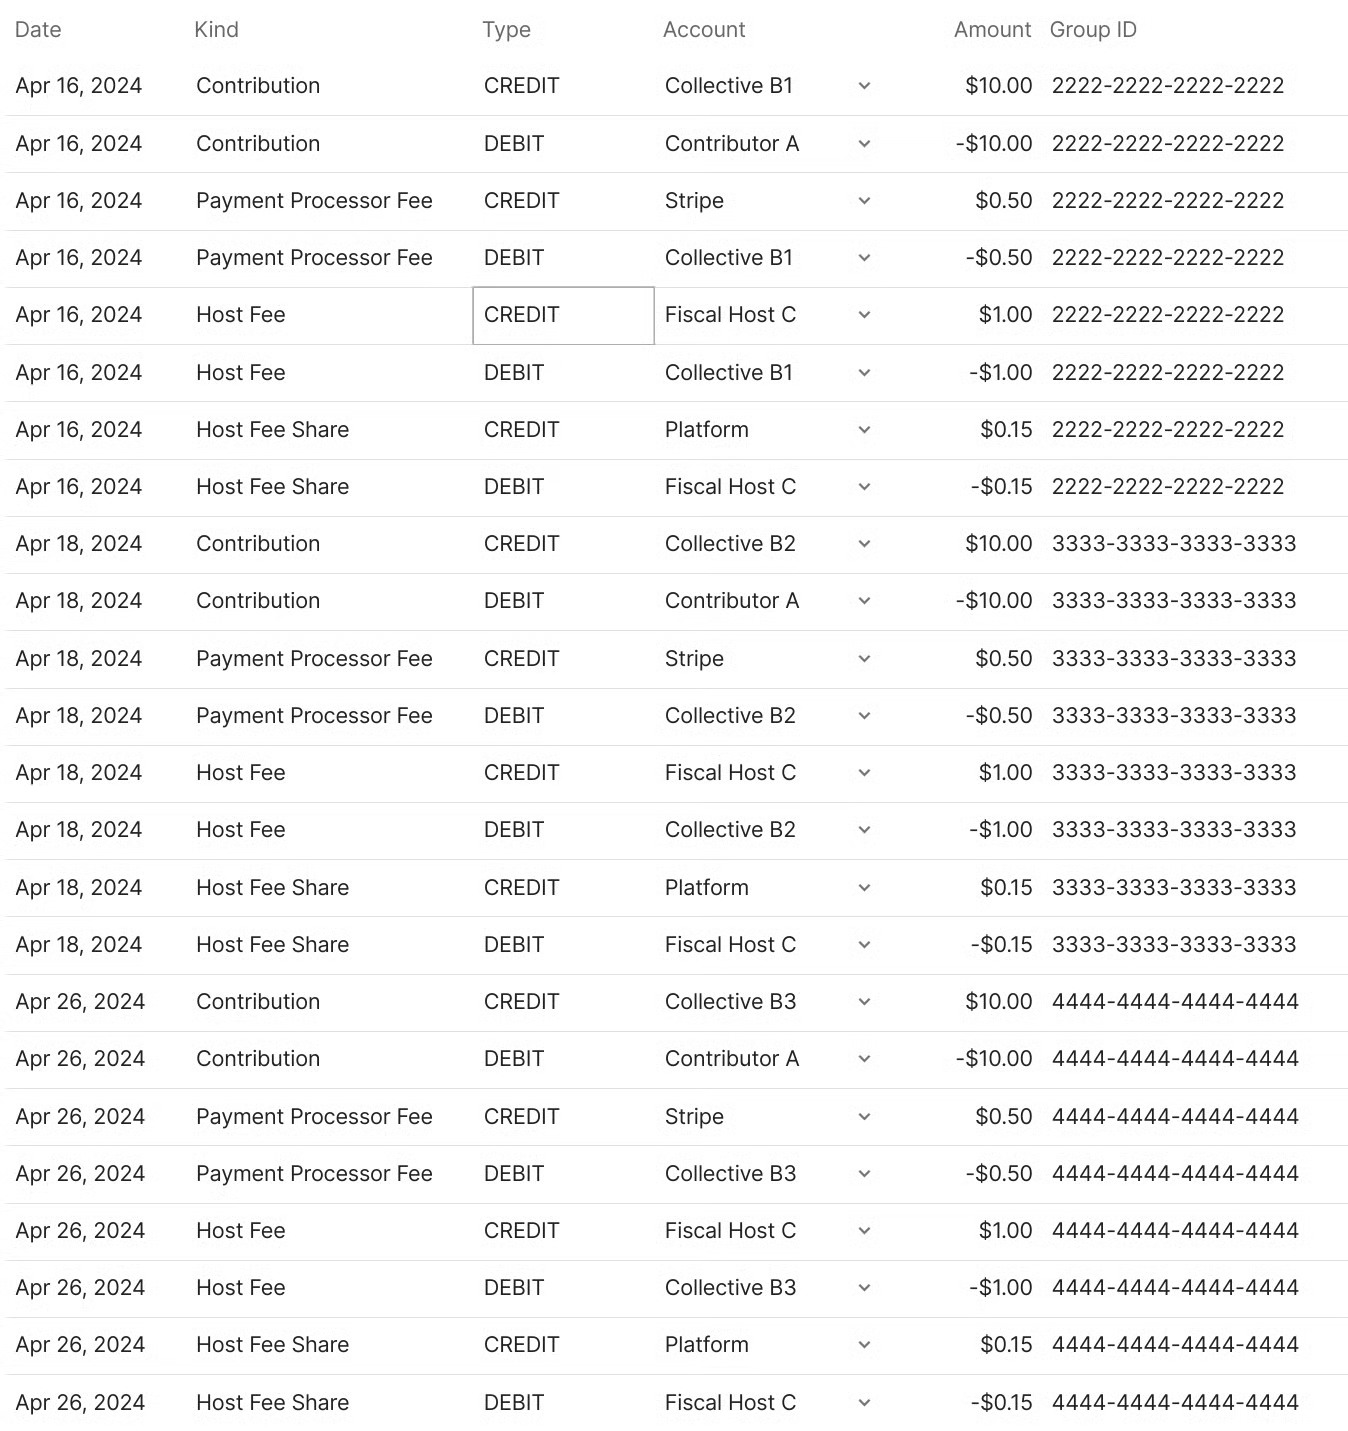 Date Kind Type Account Amount Group ID
Apr 16, 2024 Contribution CREDIT Collective B1 $10.00 2222-2222-2222-2222
Apr 16, 2024 Contribution DEBIT Contributor A -$10.00 2222-2222-2222-2222
Apr 16, 2024 Payment Processor Fee CREDIT Stripe $0.50 2222-2222-2222-2222
Apr 16, 2024 Payment Processor Fee DEBIT Collective B1 -$0.50 2222-2222-2222-2222
Apr 16, 2024 Host Fee CREDIT Fiscal Host C $1.00 2222-2222-2222-2222
Apr 16, 2024 Host Fee DEBIT Collective B1 -$1.00 2222-2222-2222-2222
Apr 16, 2024 Host Fee Share CREDIT Platform $0.15 2222-2222-2222-2222
Apr 16, 2024 Host Fee Share DEBIT Fiscal Host C -$0.15 2222-2222-2222-2222
Apr 18, 2024 Contribution CREDIT Collective B2 $10.00 3333-3333-3333-3333
Apr 18, 2024 Contribution DEBIT Contributor A -$10.00 3333-3333-3333-3333
Apr 18, 2024 Payment Processor Fee CREDIT Stripe $0.50 3333-3333-3333-3333
Apr 18, 2024 Payment Processor Fee DEBIT Collective B2 -$0.50 3333-3333-3333-3333
Apr 18, 2024 Host Fee CREDIT Fiscal Host C $1.00 3333-3333-3333-3333
Apr 18, 2024 Host Fee DEBIT Collective B2 -$1.00 3333-3333-3333-3333
Apr 18, 2024 Host Fee Share CREDIT Platform $0.15 3333-3333-3333-3333
Apr 18, 2024 Host Fee Share DEBIT Fiscal Host C -$0.15 3333-3333-3333-3333
Apr 26, 2024 Contribution CREDIT Collective B3 $10.00 4444-4444-4444-4444
Apr 26, 2024 Contribution DEBIT Contributor A -$10.00 4444-4444-4444-4444
Apr 26, 2024 Payment Processor Fee CREDIT Stripe $0.50 4444-4444-4444-4444
Apr 26, 2024 Payment Processor Fee DEBIT Collective B3 -$0.50 4444-4444-4444-4444
Apr 26, 2024 Host Fee CREDIT Fiscal Host C $1.00 4444-4444-4444-4444
Apr 26, 2024 Host Fee DEBIT Collective B3 -$1.00 4444-4444-4444-4444
Apr 26, 2024 Host Fee Share CREDIT Platform $0.15 4444-4444-4444-4444
Apr 26, 2024 Host Fee Share DEBIT Fiscal Host C -$0.15 4444-4444-4444-4444